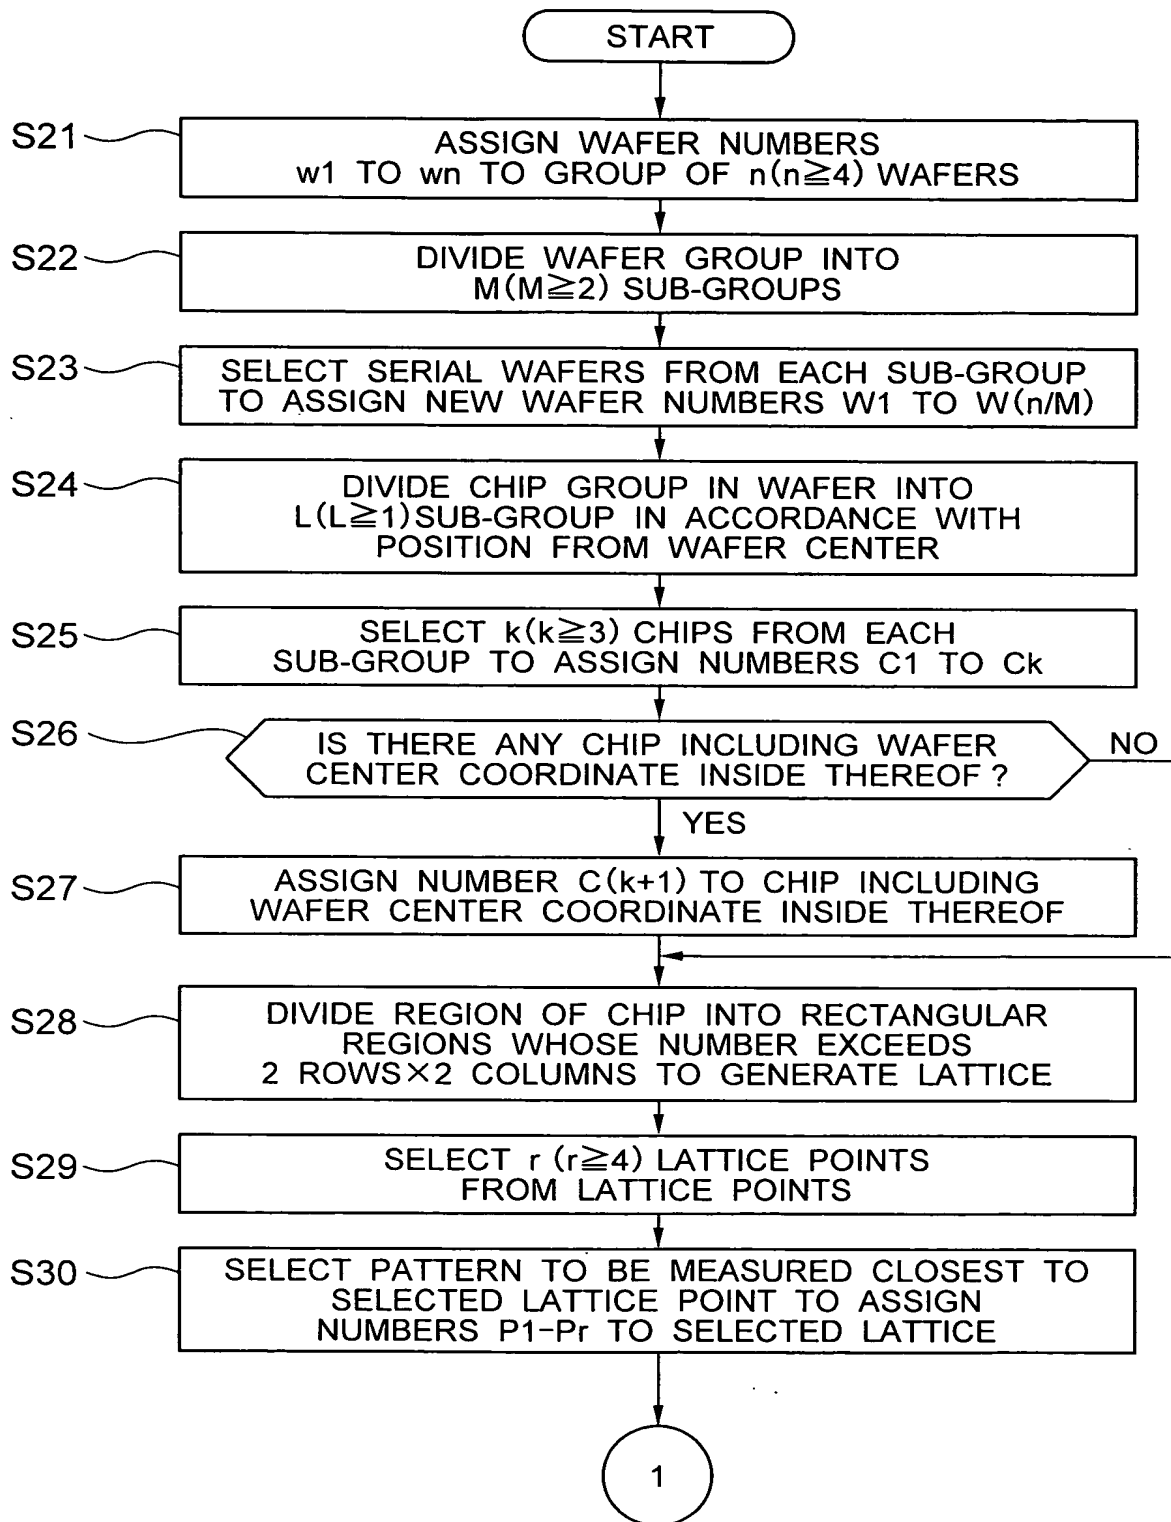 START
S21
ASSIGN WAFER NUMBERS
w1 TO wn TO GROUP OF n(n≧4) WAFERS
S22
DIVIDE WAFER GROUP INTO
M(M≧2) SUB-GROUPS
S23
SELECT SERIAL WAFERS FROM EACH SUB-GROUP
TO ASSIGN NEW WAFER NUMBERS W1 TO W(n/M)
S24
DIVIDE CHIP GROUP IN WAFER INTO
L(L≧1)SUB-GROUP IN ACCORDANCE WITH
POSITION FROM WAFER CENTER
S25
SELECT k(k≧3) CHIPS FROM EACH
SUB-GROUP TO ASSIGN NUMBERS C1 TO Ck
S26
IS THERE ANY CHIP INCLUDING WAFER
CENTER COORDINATE INSIDE THEREOF ?
NO
YES
S27
ASSIGN NUMBER C(k+1) TO CHIP INCLUDING
WAFER CENTER COORDINATE INSIDE THEREOF
S28
DIVIDE REGION OF CHIP INTO RECTANGULAR
REGIONS WHOSE NUMBER EXCEEDS
2 ROWS×2 COLUMNS TO GENERATE LATTICE
S29
SELECT r (r≧4) LATTICE POINTS
FROM LATTICE POINTS
S30
SELECT PATTERN TO BE MEASURED CLOSEST TO
SELECTED LATTICE POINT TO ASSIGN
NUMBERS P1-Pr TO SELECTED LATTICE
1